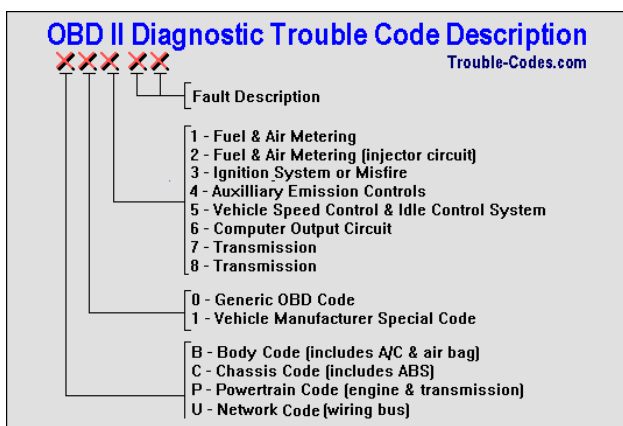 OBD II Diagnostic Trouble Code Description
Trouble-Codes.com
X X X X X
Fault Description
1 - Fuel & Air Metering
2 - Fuel & Air Metering (injector circuit)
3 - Ignition System or Misfire
4 - Auxilliary Emission Controls
5 - Vehicle Speed Control & Idle Control System
6 - Computer Output Circuit
7 - Transmission
8 - Transmission
0 - Generic OBD Code
1 - Vehicle Manufacturer Special Code
B - Body Code (includes A/C & air bag)
C - Chassis Code (includes ABS)
P - Powertrain Code (engine & transmission)
U - Network Code (wiring bus)